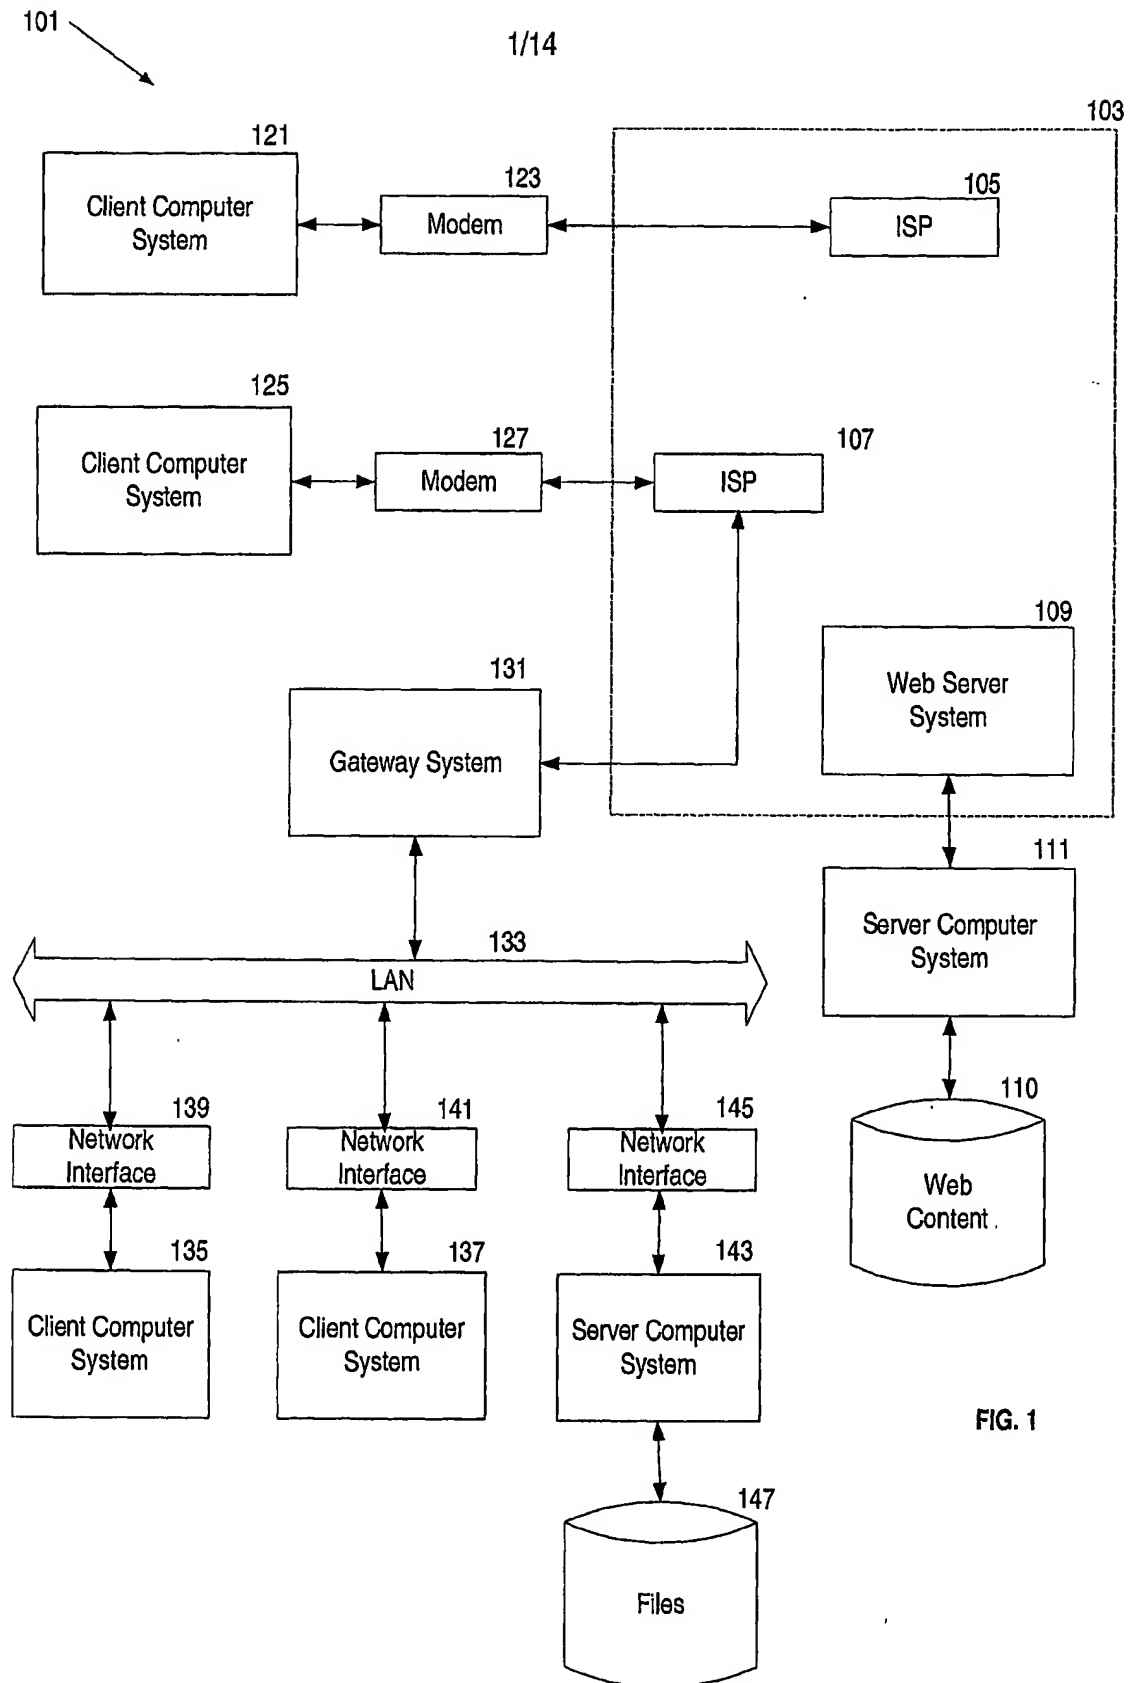 101
1/14
103
121
Client Computer
System
123
Modem
105
ISP
125
Client Computer
System
127
Modem
107
ISP
109
Web Server
System
131
Gateway System
111
Server Computer
System
133
LAN
110
Web
Content
139
Network
Interface
141
Network
Interface
145
Network
Interface
135
Client Computer
System
137
Client Computer
System
143
Server Computer
System
FIG. 1
147
Files